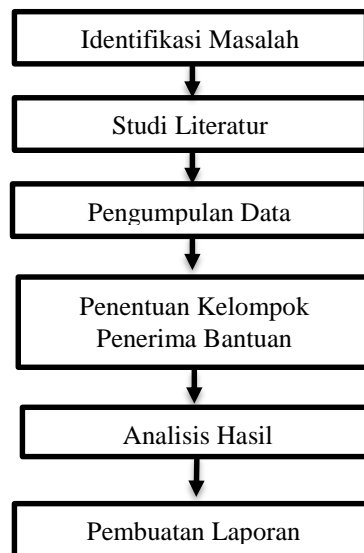 Identifikasi Masalah
Studi Literatur
Pengumpulan Data
Penentuan Kelompok
Penerima Bantuan
Analisis Hasil
Pembuatan Laporan